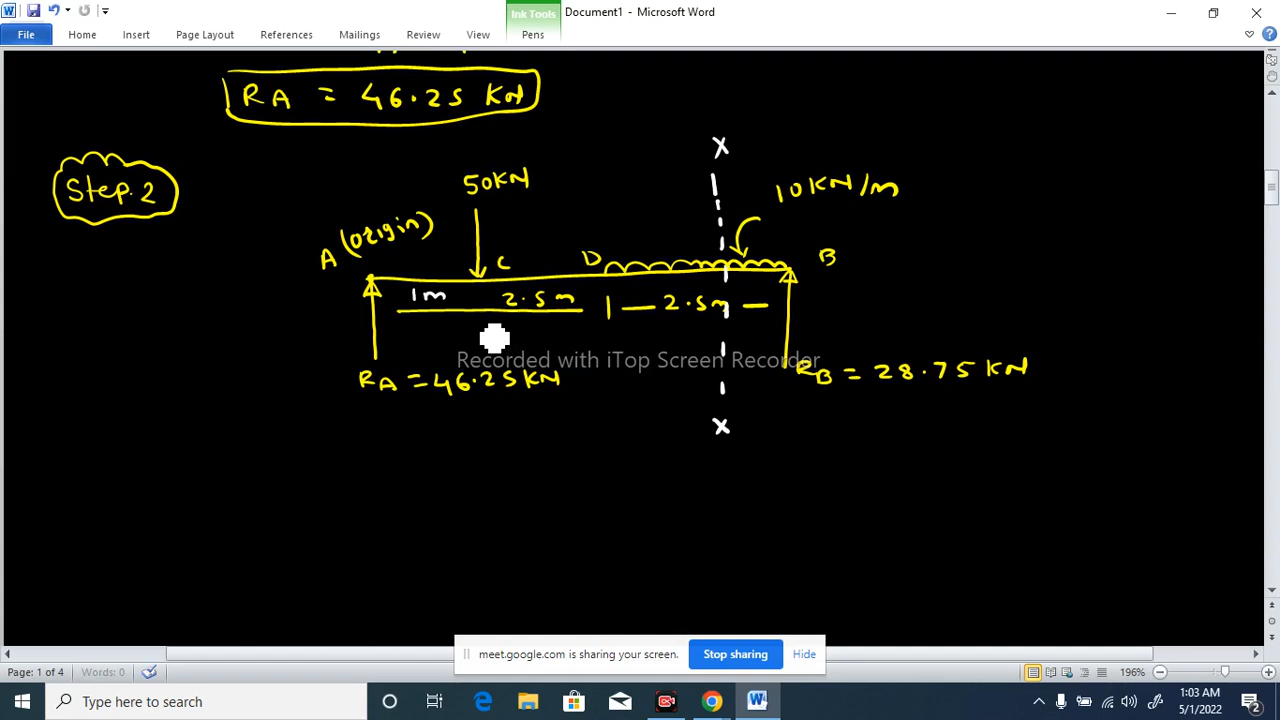 Ink Tools
Document1 - Microsoft Word
File Home Insert Page Layout References Mailings Review View Pens
RA = 46.25 KN
Step.2
50KN
X
10KN/m
A (origin)
C
D
B
1m 2.5m 2.5m
Recorded with iTop Screen Recorder
RA = 46.25KN
RB = 28.75 KN
X
meet.google.com is sharing your screen. Stop sharing Hide
Page: 1 of 4 Words: 0 196%
Type here to search
1:03 AM
5/1/2022
2